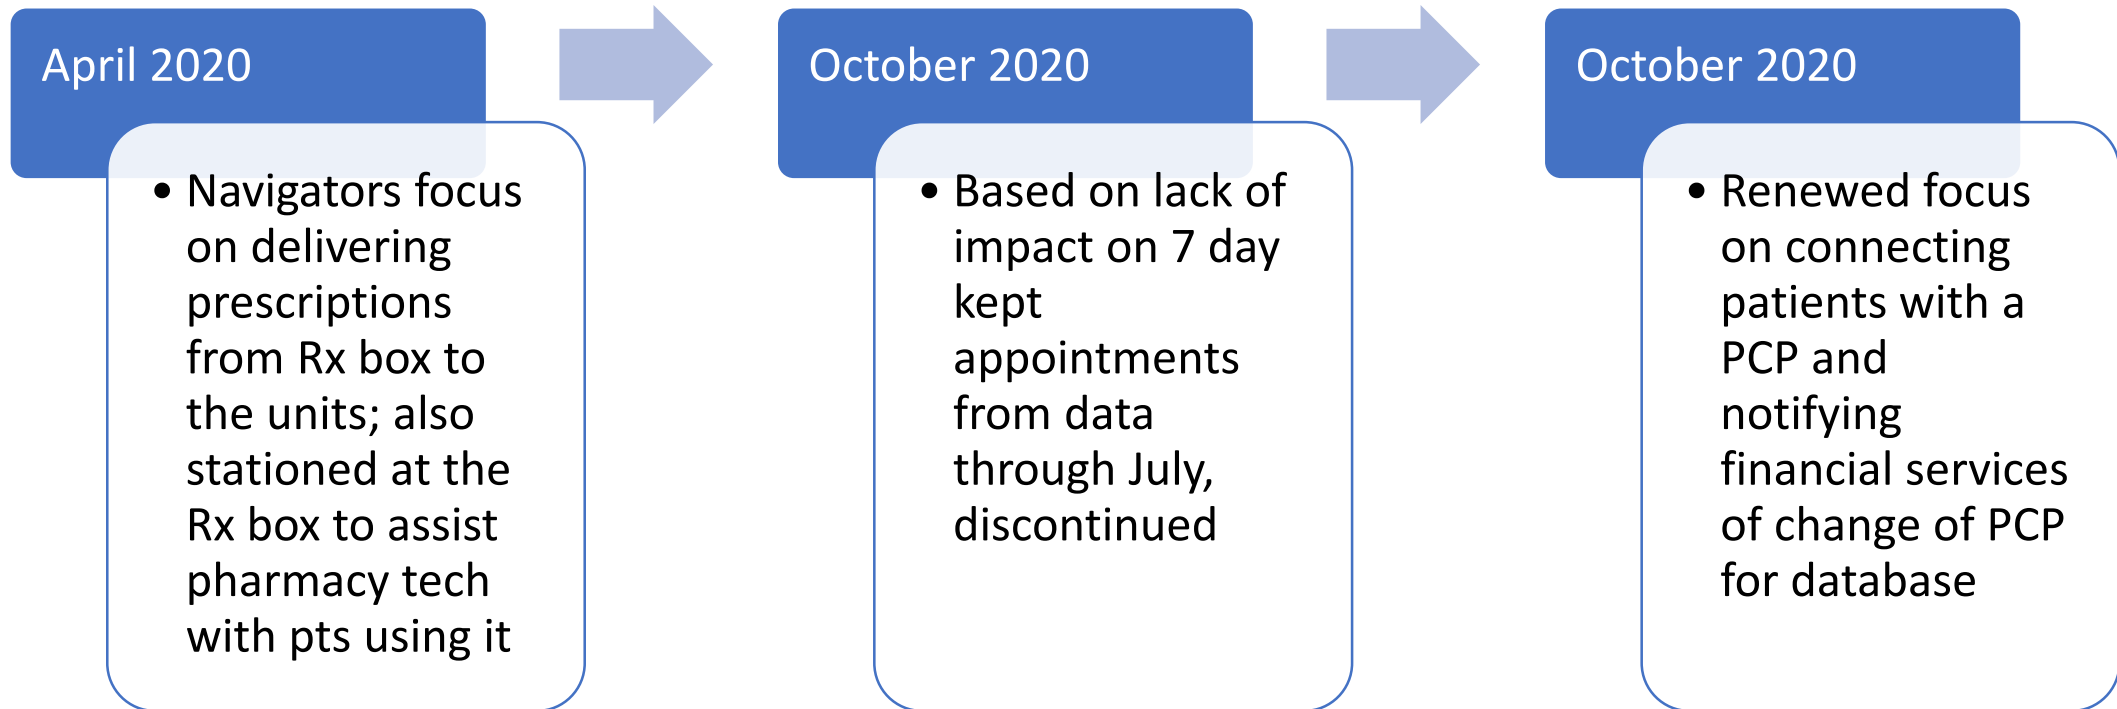 April 2020
• Navigators focus
on delivering
prescriptions
from Rx box to
the units; also
stationed at the
Rx box to assist
pharmacy tech
with pts using it
October 2020
• Based on lack of
impact on 7 day
kept
appointments
from data
through July,
discontinued
October 2020
• Renewed focus
on connecting
patients with a
PCP and
notifying
financial services
of change of PCP
for database